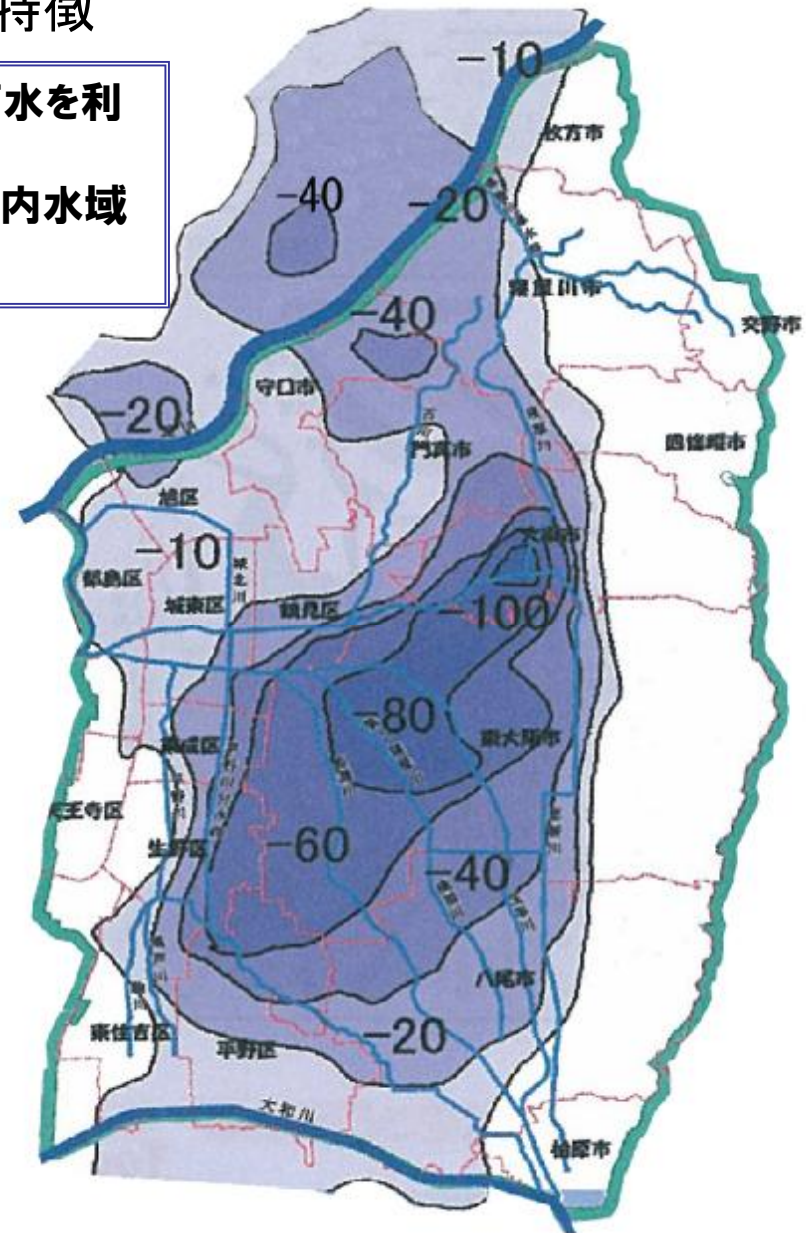 特徴
水を利
内水域
-10
枚方市
-40
-20
寝屋川市
-40
交野市
守口市
-20
門真市
四條畷市
旭区
大東市
-10
都島区
城北川
城東区
鶴見区
-100
-80
東大阪市
東成区
王寺区
生野区
-60
-40
八尾市
東住吉区
平野区
-20
大和川
柏原市